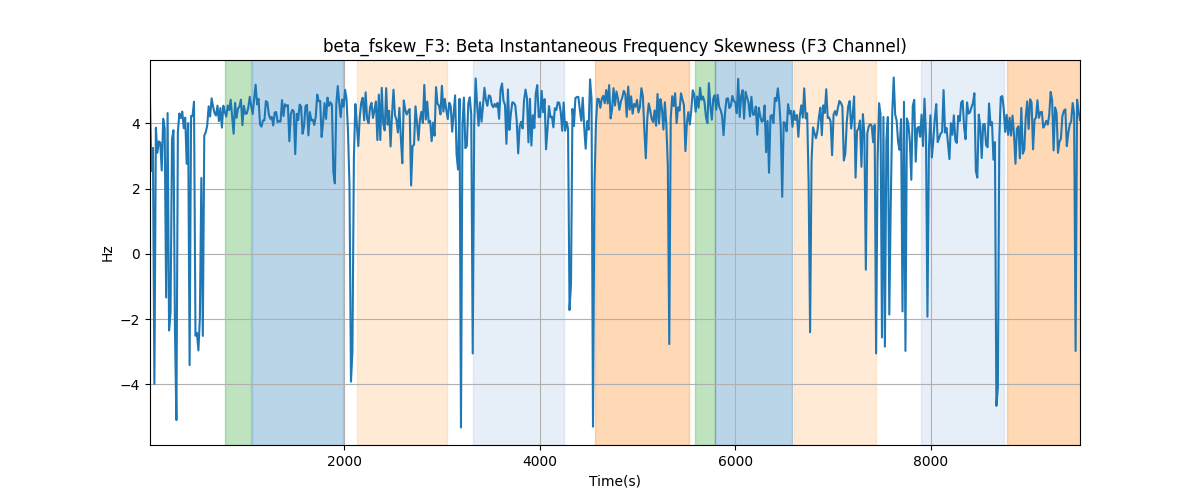 beta_fskew_F3: Beta Instantaneous Frequency Skewness (F3 Channel)
4
2
0
−2
−4
Hz
2000 4000 6000 8000
Time(s)